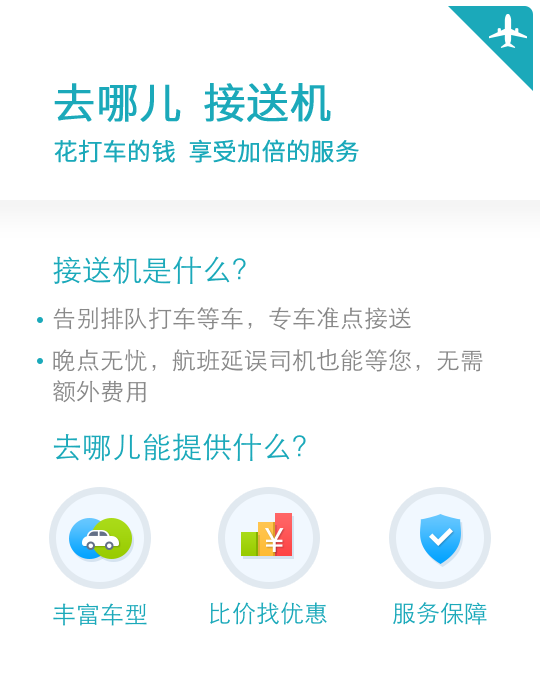 去哪儿 接送机
花打车的钱 享受加倍的服务
接送机是什么?
• 告别排队打车等车，专车准点接送
• 晚点无忧，航班延误司机也能等您，无需
额外费用
去哪儿能提供什么?
¥
丰富车型 比价找优惠 服务保障